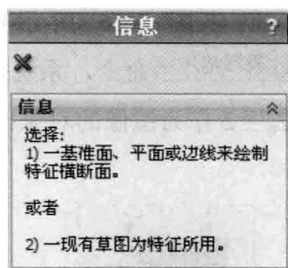 信息 ?
信息
选择:
1) 一基准面、平面或边线来绘制
特征横断面。
或者
2) 一现有草图为特征所用。